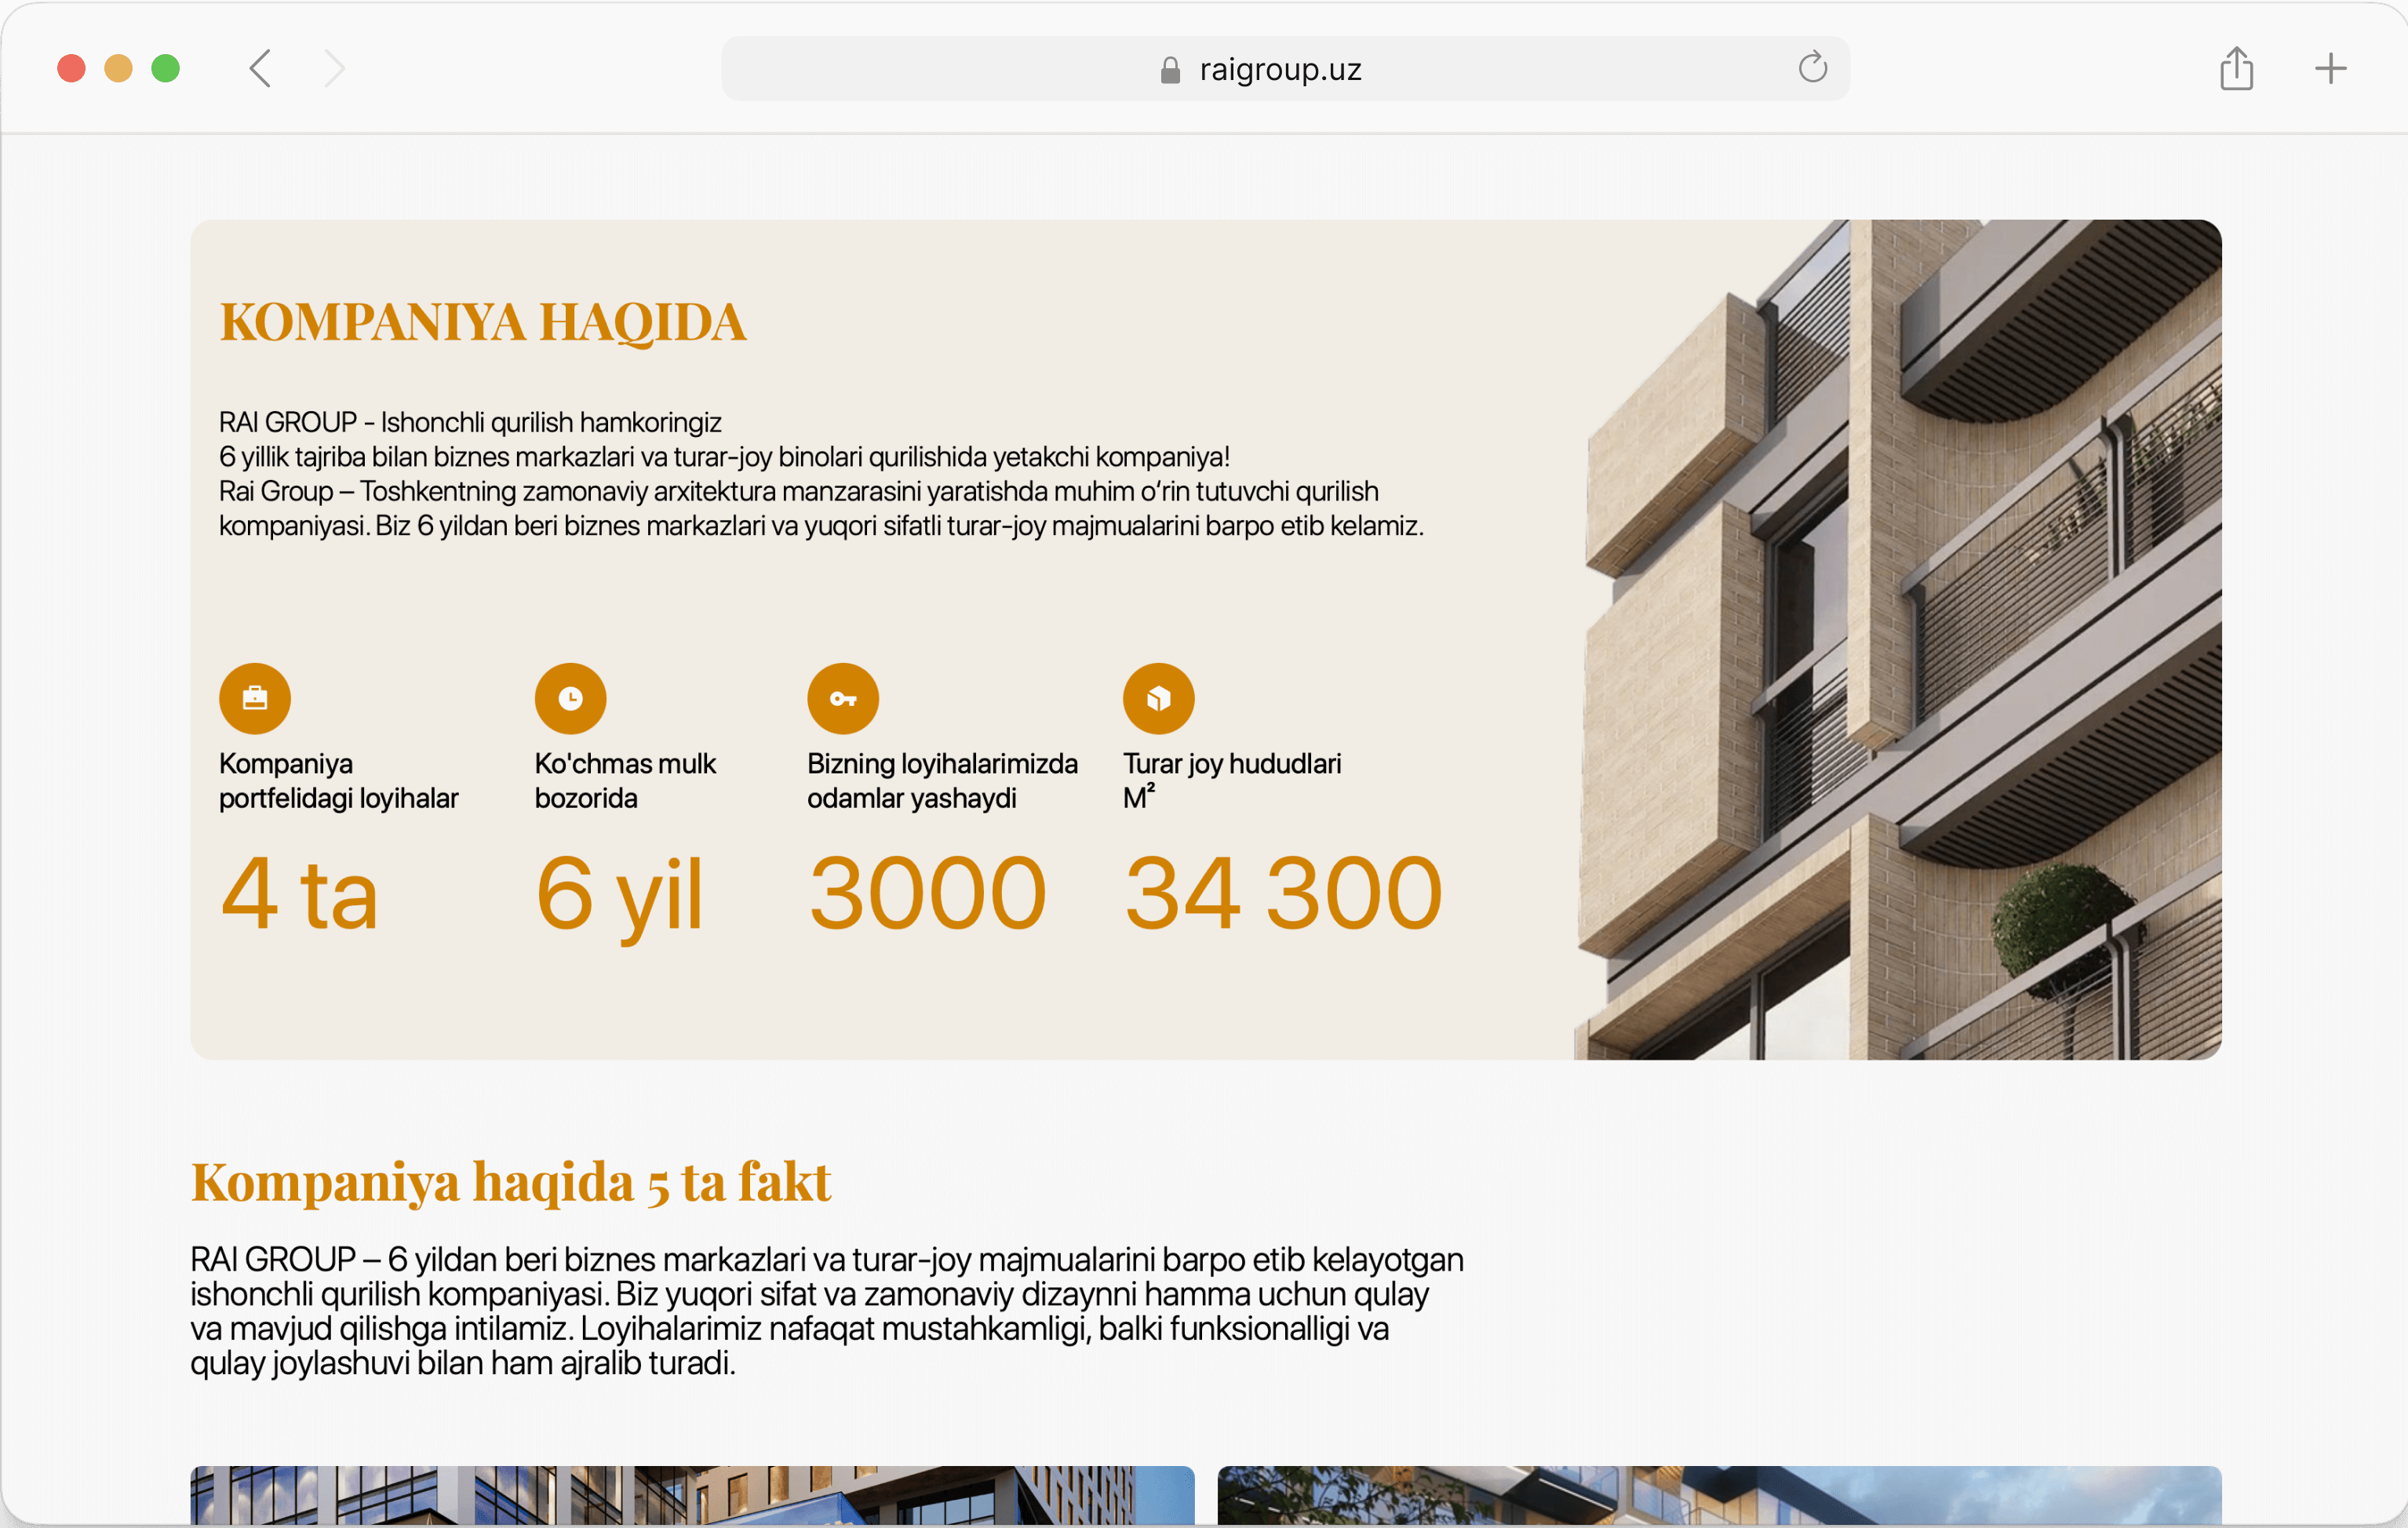 raigroup.uz
KOMPANIYA HAQIDA
RAI GROUP - Ishonchli qurilish hamkoringiz
6 yillik tajriba bilan biznes markazlari va turar-joy binolari qurilishida yetakchi kompaniya!
Rai Group – Toshkentning zamonaviy arxitektura manzarasini yaratishda muhim o‘rin tutuvchi qurilish
kompaniyasi. Biz 6 yildan beri biznes markazlari va yuqori sifatli turar-joy majmualarini barpo etib kelamiz.
Kompaniya
portfelidagi loyihalar
4 ta
Ko'chmas mulk
bozorida
6 yil
Bizning loyihalarimizda
odamlar yashaydi
3000
Turar joy hududlari
M²
34 300
Kompaniya haqida 5 ta fakt
RAI GROUP – 6 yildan beri biznes markazlari va turar-joy majmualarini barpo etib kelayotgan
ishonchli qurilish kompaniyasi. Biz yuqori sifat va zamonaviy dizaynni hamma uchun qulay
va mavjud qilishga intilamiz. Loyihalarimiz nafaqat mustahkamligi, balki funksionalligi va
qulay joylashuvi bilan ham ajralib turadi.